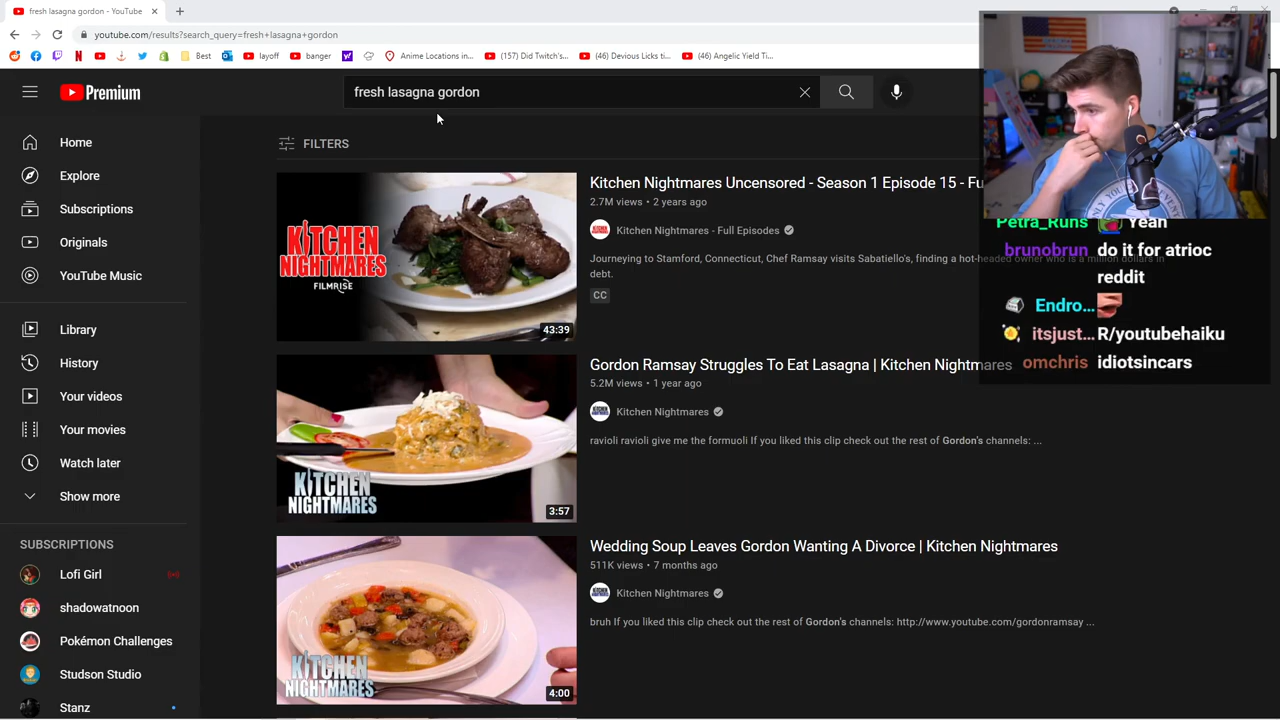 fresh lasagna gordon - YouTube
youtube.com/results?search_query=fresh+lasagna+gordon
Best
layoff
banger
Anime Locations in...
(157) Did Twitch's...
(46) Devious Licks ti...
(46) Angelic Yield Ti...
Premium
fresh lasagna gordon
Home
Explore
Subscriptions
Originals
YouTube Music
Library
History
Your videos
Your movies
Watch later
Show more
SUBSCRIPTIONS
Lofi Girl
shadowatnoon
Pokémon Challenges
Studson Studio
Stanz
FILTERS
KITCHEN
NIGHTMARES
FILMRISE
43:39
Kitchen Nightmares Uncensored - Season 1 Episode 15 - Fu
2.7M views • 2 years ago
Kitchen Nightmares - Full Episodes
Journeying to Stamford, Connecticut, Chef Ramsay visits Sabatiello's, finding a hot-headed owner who is a million dollars in
debt.
CC
KITCHEN
NIGHTMARES
3:57
Gordon Ramsay Struggles To Eat Lasagna | Kitchen Nightmares
5.2M views • 1 year ago
Kitchen Nightmares
ravioli ravioli give me the formuoli If you liked this clip check out the rest of Gordon's channels: ...
KITCHEN
NIGHTMARES
4:00
Wedding Soup Leaves Gordon Wanting A Divorce | Kitchen Nightmares
511K views • 7 months ago
Kitchen Nightmares
bruh If you liked this clip check out the rest of Gordon's channels: http://www.youtube.com/gordonramsay ...
Petra_Runs Yeah
brunobrun do it for atrioc
reddit
Endro...
itsjust... R/youtubehaiku
omchris idiotsincars